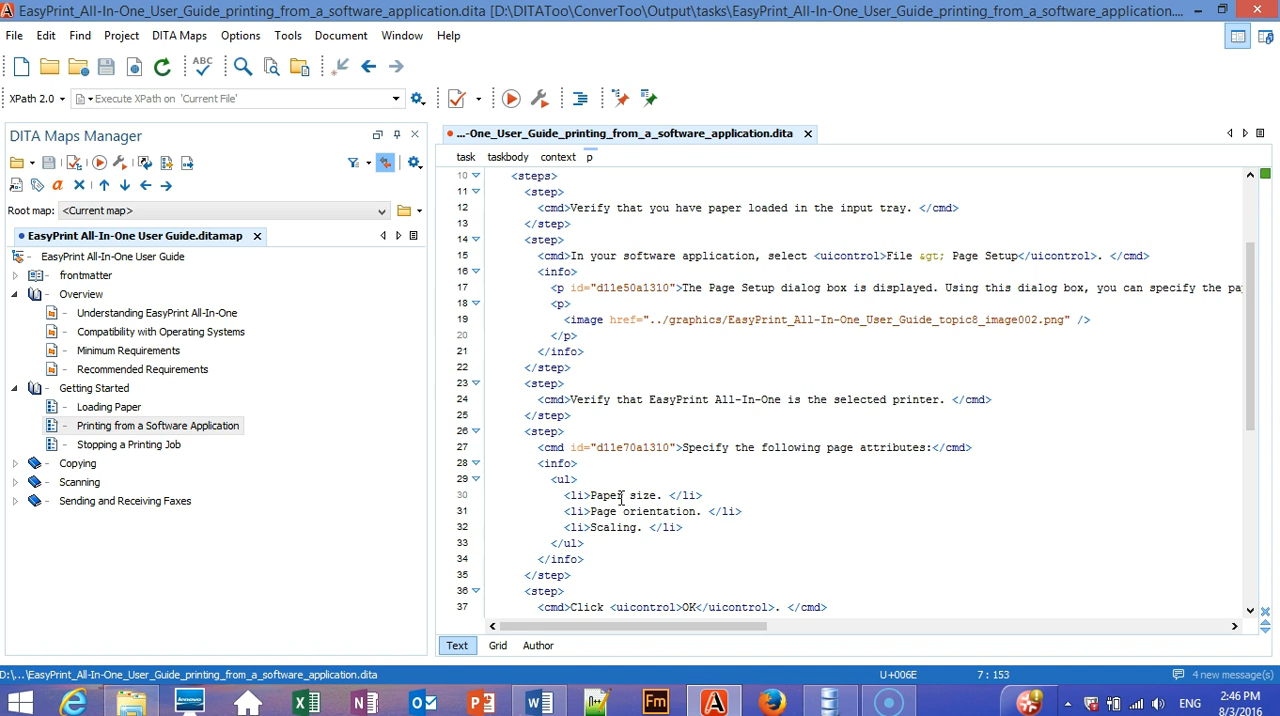 EasyPrint_All-In-One_User_Guide_printing_from_a_software_application.dita [D:\DITAToo\ConverToo\Output\tasks\EasyPrint_All-In-One_User_Guide_printing_from_a_software_application....
File Edit Find Project DITA Maps Options Tools Document Window Help
ABC
XPath 2.0 Execute XPath on 'Current File'
DITA Maps Manager
...-One_User_Guide_printing_from_a_software_application.dita
task taskbody context p
Root map: <Current map>
EasyPrint All-In-One User Guide.ditamap
EasyPrint All-In-One User Guide
frontmatter
Overview
Understanding EasyPrint All-In-One
Compatibility with Operating Systems
Minimum Requirements
Recommended Requirements
Getting Started
Loading Paper
Printing from a Software Application
Stopping a Printing Job
Copying
Scanning
Sending and Receiving Faxes
10 <steps>
11 <step>
12 <cmd>Verify that you have paper loaded in the input tray. </cmd>
13 </step>
14 <step>
15 <cmd>In your software application, select <uicontrol>File &gt; Page Setup</uicontrol>. </cmd>
16 <info>
17 <p id="d11e50a1310">The Page Setup dialog box is displayed. Using this dialog box, you can specify the pa
18 <p>
19 <image href="../graphics/EasyPrint_All-In-One_User_Guide_topic8_image002.png" />
20 </p>
21 </info>
22 </step>
23 <step>
24 <cmd>Verify that EasyPrint All-In-One is the selected printer. </cmd>
25 </step>
26 <step>
27 <cmd id="d11e70a1310">Specify the following page attributes:</cmd>
28 <info>
29 <ul>
30 <li>Paper size. </li>
31 <li>Page orientation. </li>
32 <li>Scaling. </li>
33 </ul>
34 </info>
35 </step>
36 <step>
37 <cmd>Click <uicontrol>OK</uicontrol>. </cmd>
Text Grid Author
D:\...\EasyPrint_All-In-One_User_Guide_printing_from_a_software_application.dita U+006E 7 : 153 4 new messages(s)
lenovo Fm ENG
2:46 PM
8/3/2016